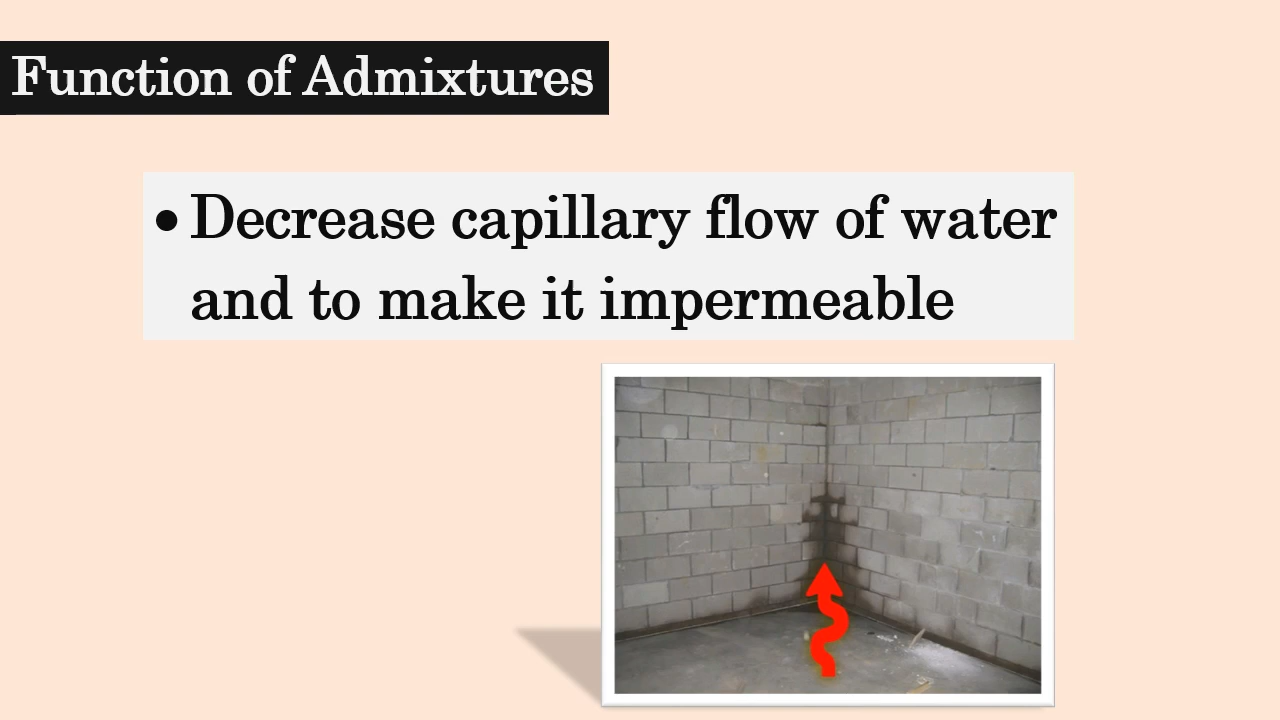 Function of Admixtures
• Decrease capillary flow of water
and to make it impermeable